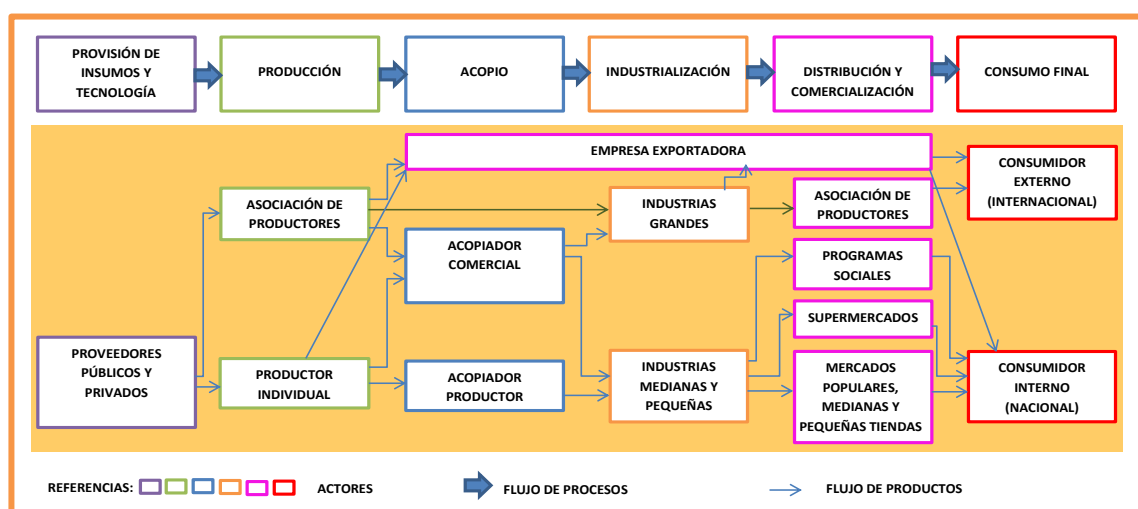 PROVISIÓN DE
INSUMOS Y
TECNOLOGÍA
PRODUCCIÓN
ACOPIO
INDUSTRIALIZACIÓN
DISTRIBUCIÓN Y
COMERCIALIZACIÓN
CONSUMO FINAL
EMPRESA EXPORTADORA
CONSUMIDOR
EXTERNO
(INTERNACIONAL)
ASOCIACIÓN DE
PRODUCTORES
INDUSTRIAS
GRANDES
ASOCIACIÓN DE
PRODUCTORES
ACOPIADOR
COMERCIAL
PROGRAMAS
SOCIALES
SUPERMERCADOS
PROVEEDORES
PÚBLICOS Y
PRIVADOS
PRODUCTOR
INDIVIDUAL
ACOPIADOR
PRODUCTOR
INDUSTRIAS
MEDIANAS Y
PEQUEÑAS
MERCADOS
POPULARES,
MEDIANAS Y
PEQUEÑAS TIENDAS
CONSUMIDOR
INTERNO
(NACIONAL)
REFERENCIAS: ACTORES FLUJO DE PROCESOS FLUJO DE PRODUCTOS